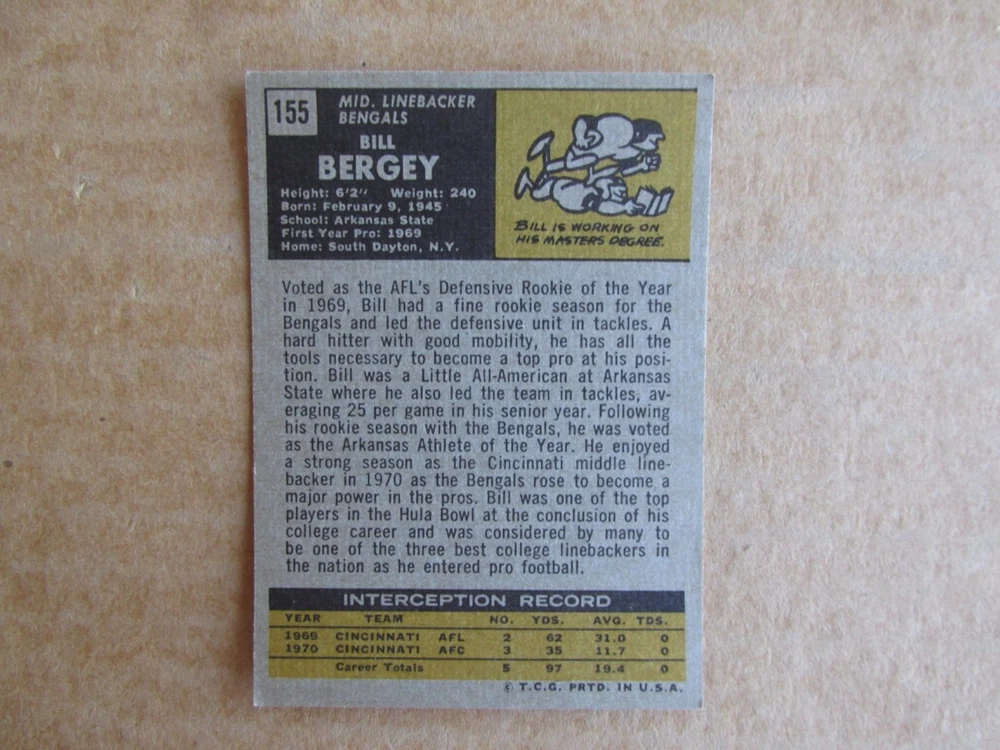 155
MID. LINEBACKER
BENGALS
BILL
BERGEY
Height: 6'2" Weight: 240
Born: February 9, 1945
School: Arkansas State
First Year Pro: 1969
Home: South Dayton, N.Y.
BILL IS WORKING ON
HIS MASTERS DEGREE.
Voted as the AFL's Defensive Rookie of the Year
in 1969, Bill had a fine rookie season for the
Bengals and led the defensive unit in tackles. A
hard hitter with good mobility, he has all the
tools necessary to become a top pro at his posi-
tion. Bill was a Little All-American at Arkansas
State where he also led the team in tackles, av-
eraging 25 per game in his senior year. Following
his rookie season with the Bengals, he was voted
as the Arkansas Athlete of the Year. He enjoyed
a strong season as the Cincinnati middle line-
backer in 1970 as the Bengals rose to become a
major power in the pros. Bill was one of the top
players in the Hula Bowl at the conclusion of his
college career and was considered by many to
be one of the three best college linebackers in
the nation as he entered pro football.
INTERCEPTION RECORD
YEAR TEAM NO. YDS. AVG. TDS.
1969 CINCINNATI AFL 2 62 31.0 0
1970 CINCINNATI AFC 3 35 11.7 0
Career Totals 5 97 19.4 0
© T.C.G. PRTD. IN U.S.A.